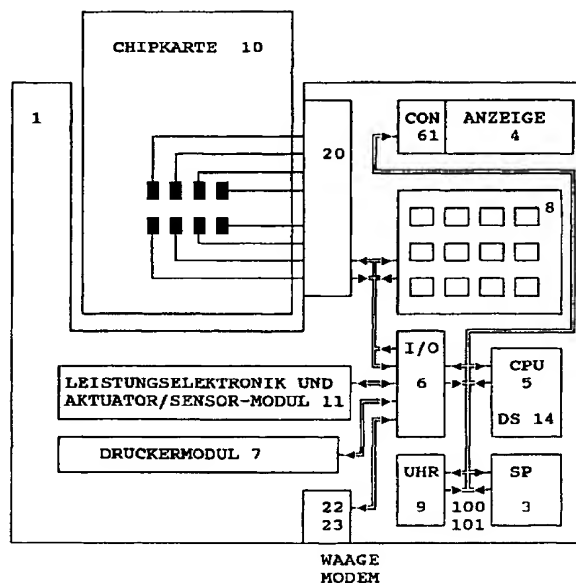 CHIPKARTE 10
1
20
CON
61
ANZEIGE
4
8
I/O
6
CPU
5
DS 14
LEISTUNGSELEKTRONIK UND
AKTUATOR/SENSOR-MODUL 11
DRUCKERMODUL 7
UHR
9
100
101
SP
3
22
23
WAAGE
MODEM